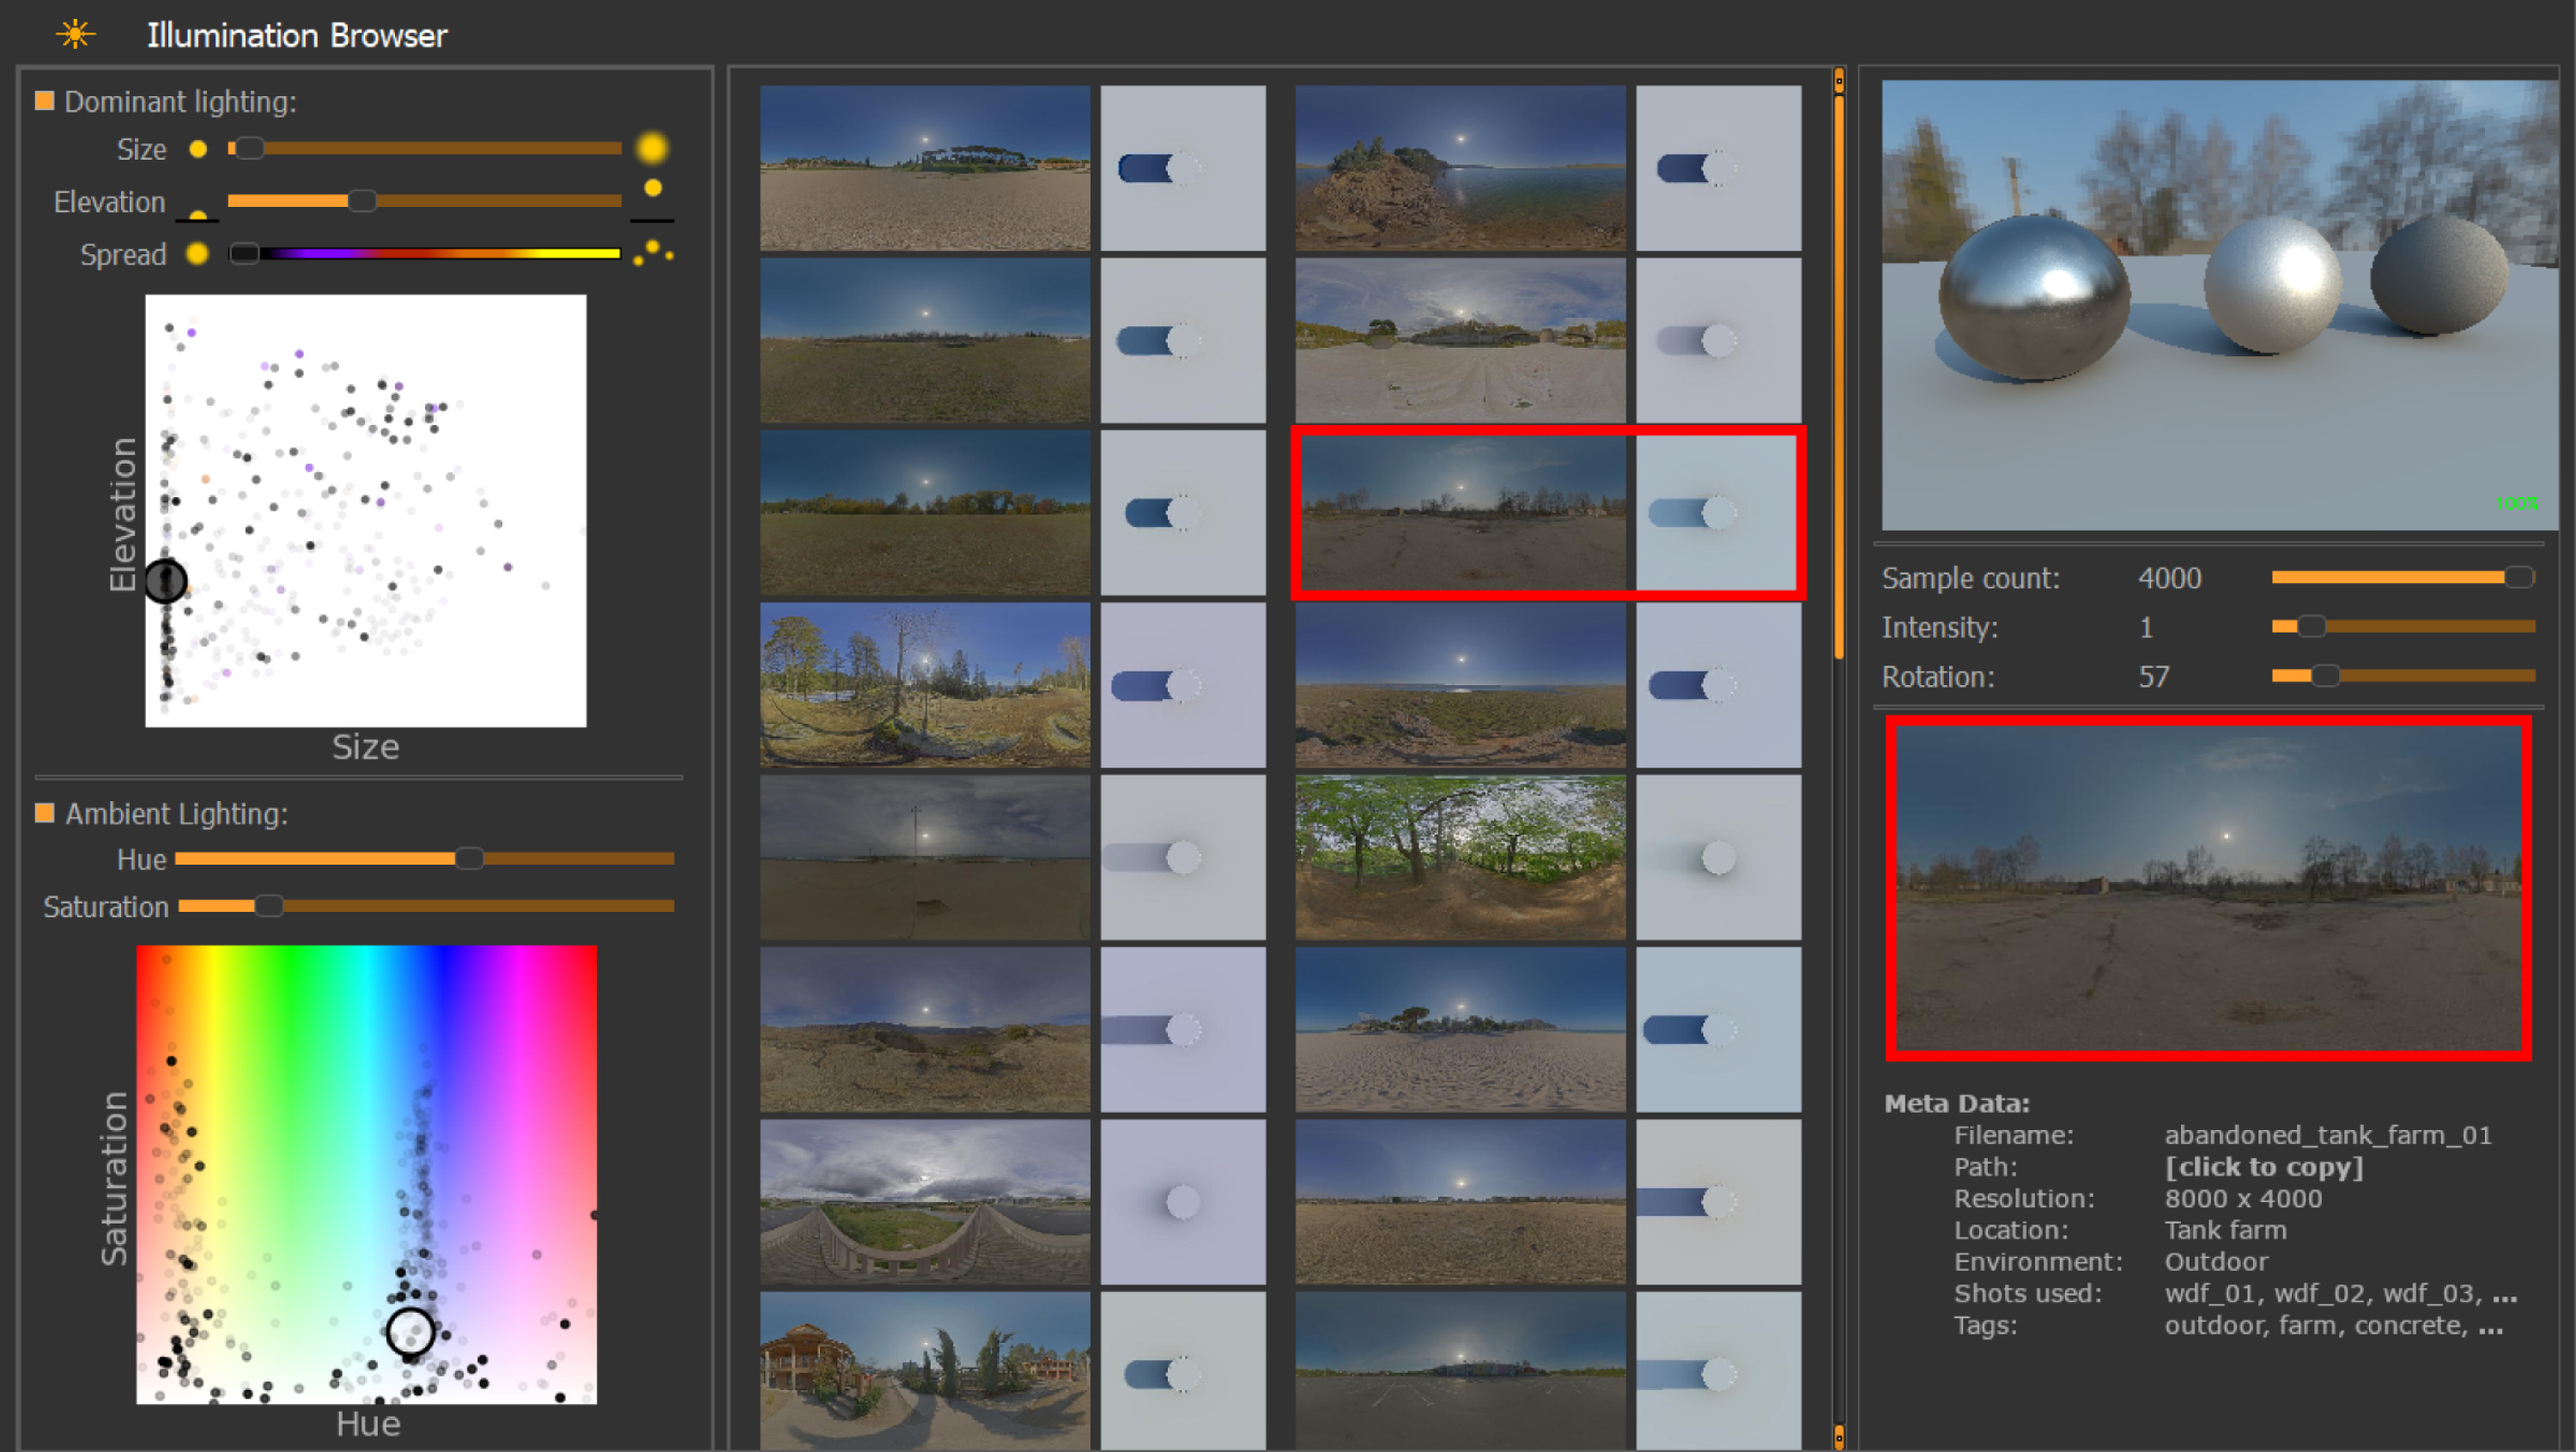 Illumination Browser
Dominant lighting:
Size
Elevation
Spread
Elevation
Size
Ambient Lighting:
Hue
Saturation
Saturation
Hue
100%
Sample count: 4000
Intensity: 1
Rotation: 57
Meta Data:
Filename: abandoned_tank_farm_01
Path: [click to copy]
Resolution: 8000 x 4000
Location: Tank farm
Environment: Outdoor
Shots used: wdf_01, wdf_02, wdf_03, ...
Tags: outdoor, farm, concrete, ...